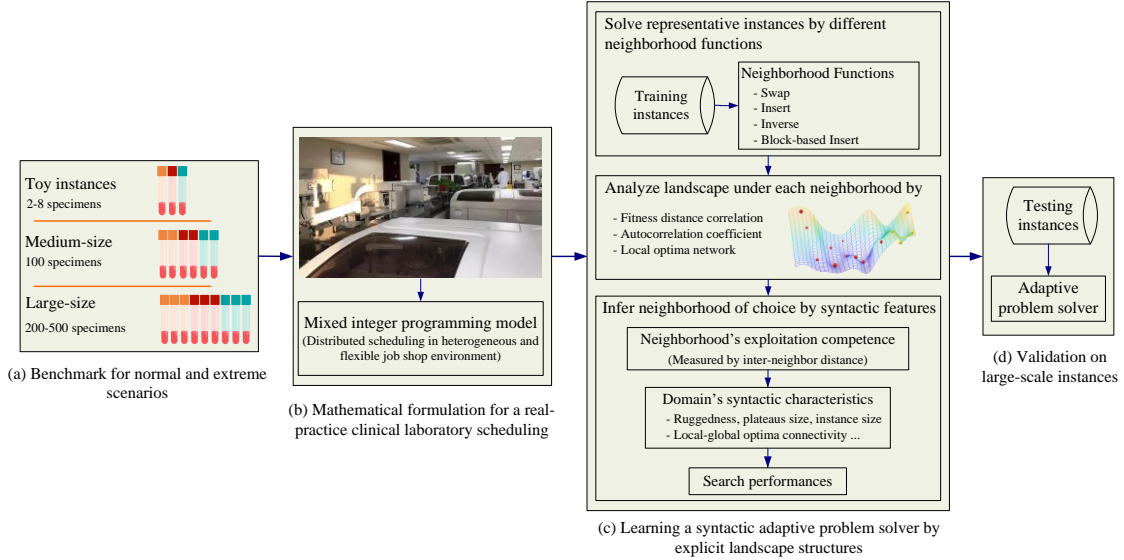 Toy instances
2-8 specimens
Medium-size
100 specimens
Large-size
200-500 specimens
(a) Benchmark for normal and extreme
scenarios
Mixed integer programming model
(Distributed scheduling in heterogeneous and
flexible job shop environment)
(b) Mathematical formulation for a real-
practice clinical laboratory scheduling
Solve representative instances by different
neighborhood functions
Training
instances
Neighborhood Functions
- Swap
- Insert
- Inverse
- Block-based Insert
Analyze landscape under each neighborhood by
- Fitness distance correlation
- Autocorrelation coefficient
- Local optima network
Infer neighborhood of choice by syntactic features
Neighborhood's exploitation competence
(Measured by inter-neighbor distance)
Domain's syntactic characteristics
- Ruggedness, plateaus size, instance size
- Local-global optima connectivity ...
Search performances
(c) Learning a syntactic adaptive problem solver by
explicit landscape structures
Testing
instances
Adaptive
problem solver
(d) Validation on
large-scale instances